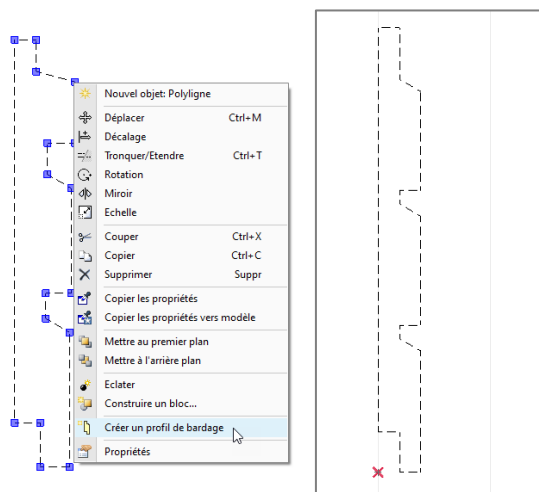 Nouvel objet: Polyligne
Déplacer Ctrl+M
Décalage
Tronquer/Etendre Ctrl+T
Rotation
Miroir
Echelle
Couper Ctrl+X
Copier Ctrl+C
Supprimer Suppr
Copier les propriétés
Copier les propriétés vers modèle
Mettre au premier plan
Mettre à l'arrière plan
Eclater
Construire un bloc...
Créer un profil de bardage
Propriétés